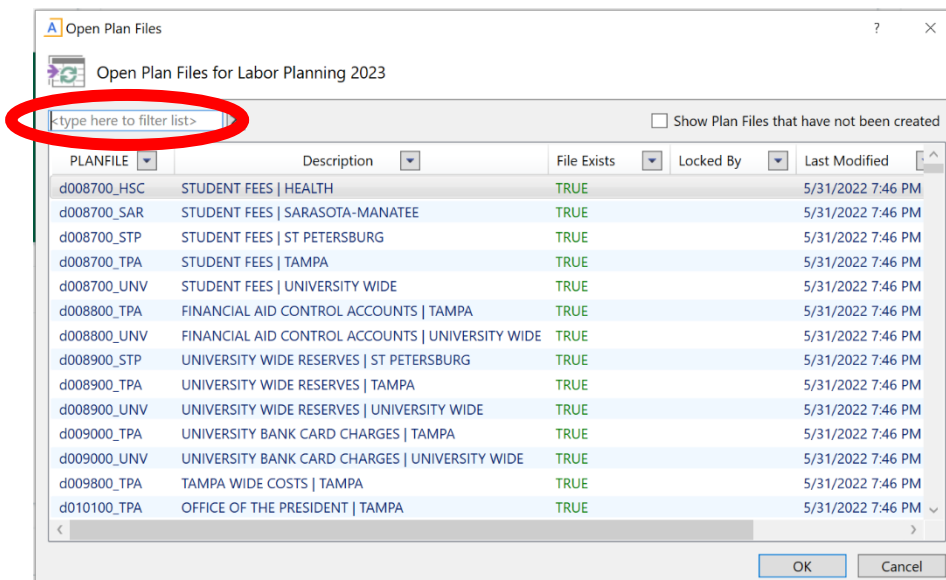 A Open Plan Files ?
Open Plan Files for Labor Planning 2023
<type here to filter list> Show Plan Files that have not been created
PLANFILE Description File Exists Locked By Last Modified
d008700_HSC STUDENT FEES | HEALTH TRUE 5/31/2022 7:46 PM
d008700_SAR STUDENT FEES | SARASOTA-MANATEE TRUE 5/31/2022 7:46 PM
d008700_STP STUDENT FEES | ST PETERSBURG TRUE 5/31/2022 7:46 PM
d008700_TPA STUDENT FEES | TAMPA TRUE 5/31/2022 7:46 PM
d008700_UNV STUDENT FEES | UNIVERSITY WIDE TRUE 5/31/2022 7:46 PM
d008800_TPA FINANCIAL AID CONTROL ACCOUNTS | TAMPA TRUE 5/31/2022 7:46 PM
d008800_UNV FINANCIAL AID CONTROL ACCOUNTS | UNIVERSITY WIDE TRUE 5/31/2022 7:46 PM
d008900_STP UNIVERSITY WIDE RESERVES | ST PETERSBURG TRUE 5/31/2022 7:46 PM
d008900_TPA UNIVERSITY WIDE RESERVES | TAMPA TRUE 5/31/2022 7:46 PM
d008900_UNV UNIVERSITY WIDE RESERVES | UNIVERSITY WIDE TRUE 5/31/2022 7:46 PM
d009000_TPA UNIVERSITY BANK CARD CHARGES | TAMPA TRUE 5/31/2022 7:46 PM
d009000_UNV UNIVERSITY BANK CARD CHARGES | UNIVERSITY WIDE TRUE 5/31/2022 7:46 PM
d009800_TPA TAMPA WIDE COSTS | TAMPA TRUE 5/31/2022 7:46 PM
d010100_TPA OFFICE OF THE PRESIDENT | TAMPA TRUE 5/31/2022 7:46 PM
OK Cancel